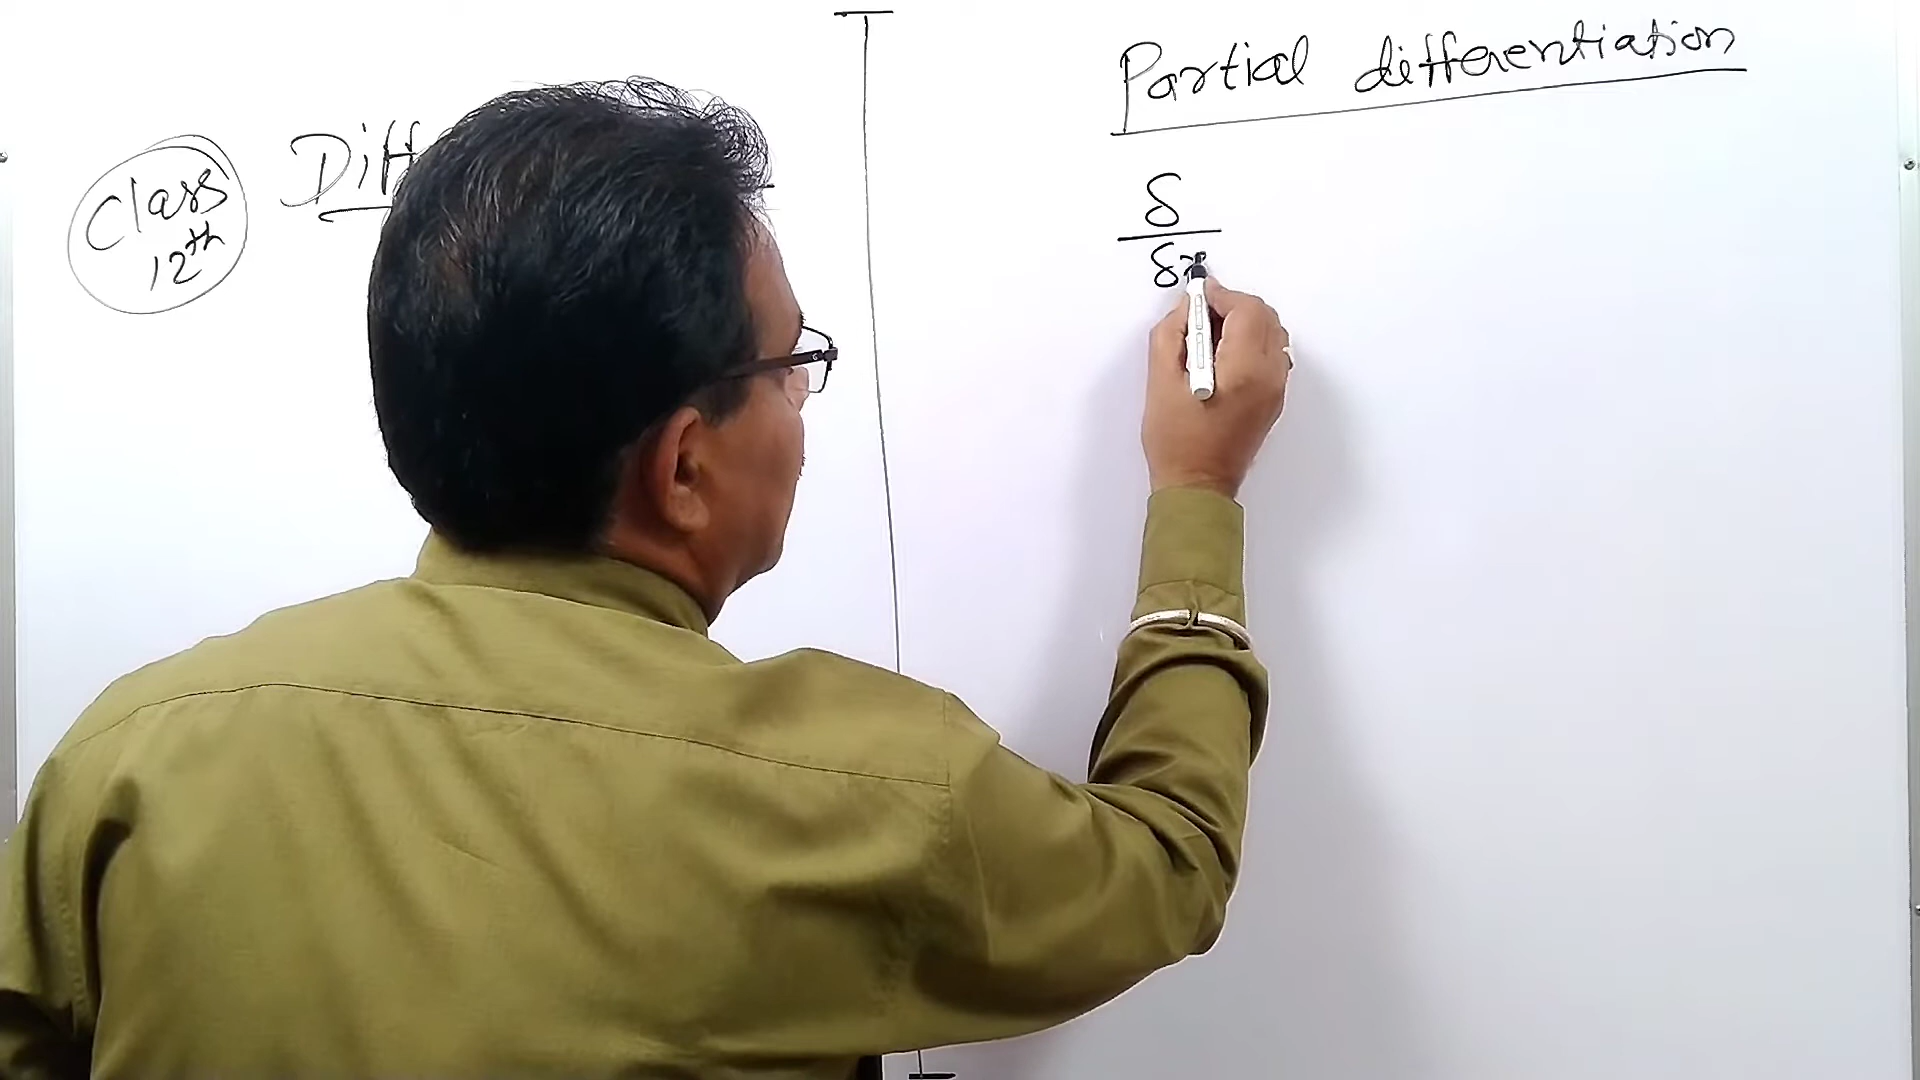 Class
12th
Partial differentiation
δ
δx